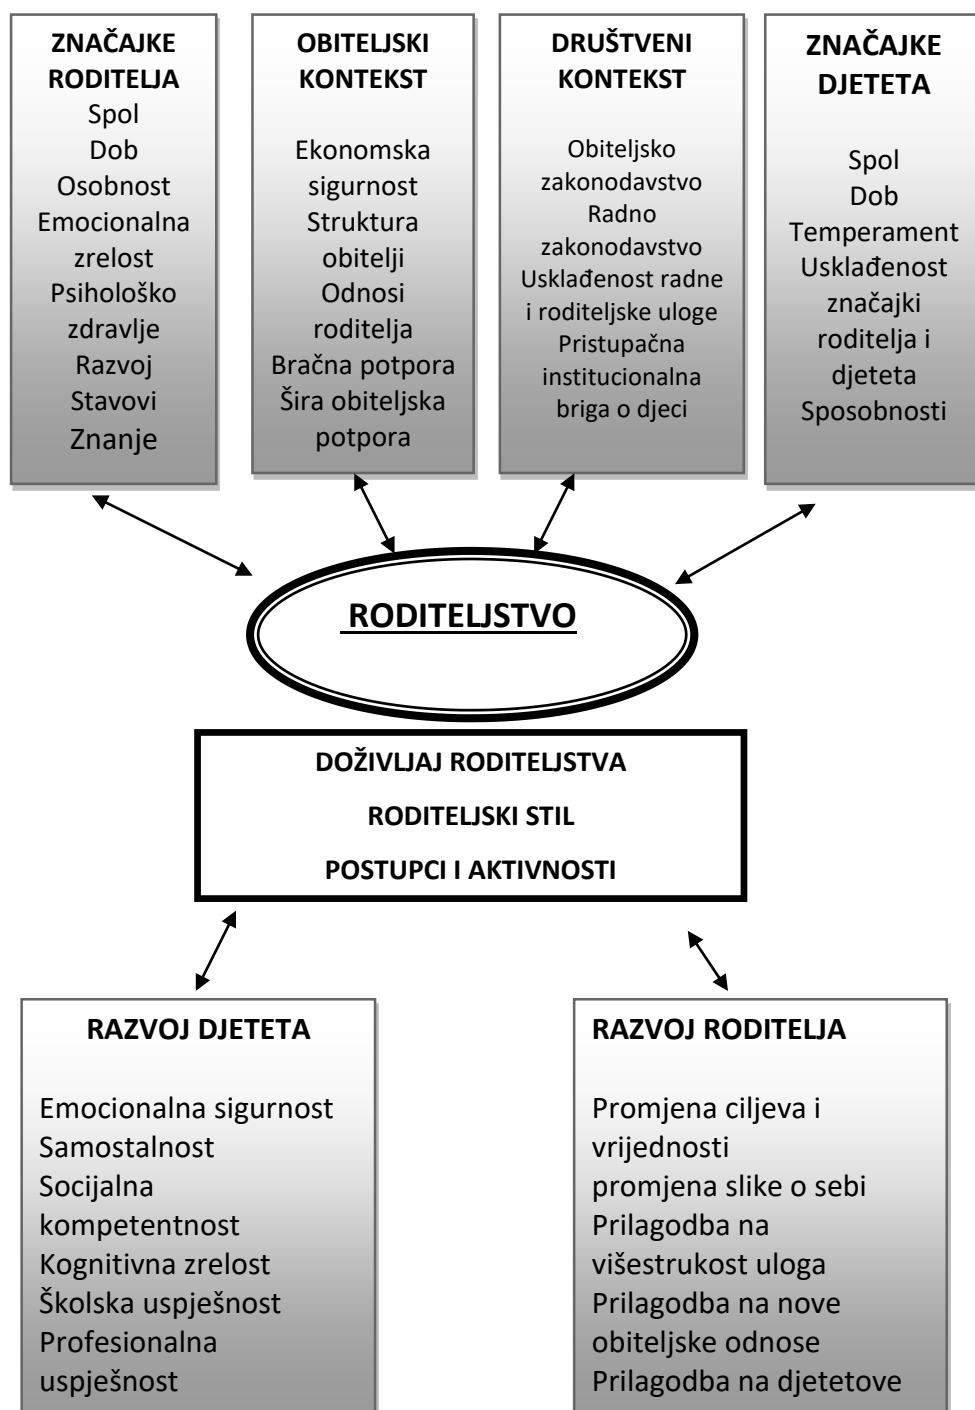 ZNAČAJKE
RODITELJA
Spol
Dob
Osobnost
Emocionalna
zrelost
Psihološko
zdravlje
Razvoj
Stavovi
Znanje
OBITELJSKI
KONTEKST
Ekonomska
sigurnost
Struktura
obitelji
Odnosi
roditelja
Bračna potpora
Šira obiteljska
potpora
DRUŠTVENI
KONTEKST
Obiteljsko
zakonodavstvo
Radno
zakonodavstvo
Usklađenost radne
i roditeljske uloge
Pristupačna
institucionalna
briga o djeci
ZNAČAJKE
DJETETA
Spol
Dob
Temperament
Usklađenost
značajki
roditelja i
djeteta
Sposobnosti
RODITELJSTVO
DOŽIVLJAJ RODITELJSTVA
RODITELJSKI STIL
POSTUPCI I AKTIVNOSTI
RAZVOJ DJETETA
Emocionalna sigurnost
Samostalnost
Socijalna
kompetentnost
Kognitivna zrelost
Školska uspješnost
Profesionalna
uspješnost
RAZVOJ RODITELJA
Promjena ciljeva i
vrijednosti
promjena slike o sebi
Prilagodba na
višestrukost uloga
Prilagodba na nove
obiteljske odnose
Prilagodba na djetetove